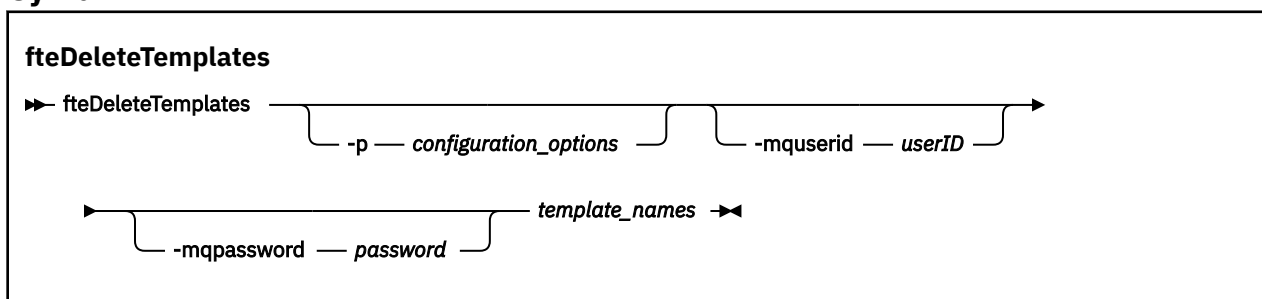 fteDeleteTemplates
fteDeleteTemplates
-p configuration_options -mquserid userID
template_names
-mqpassword password